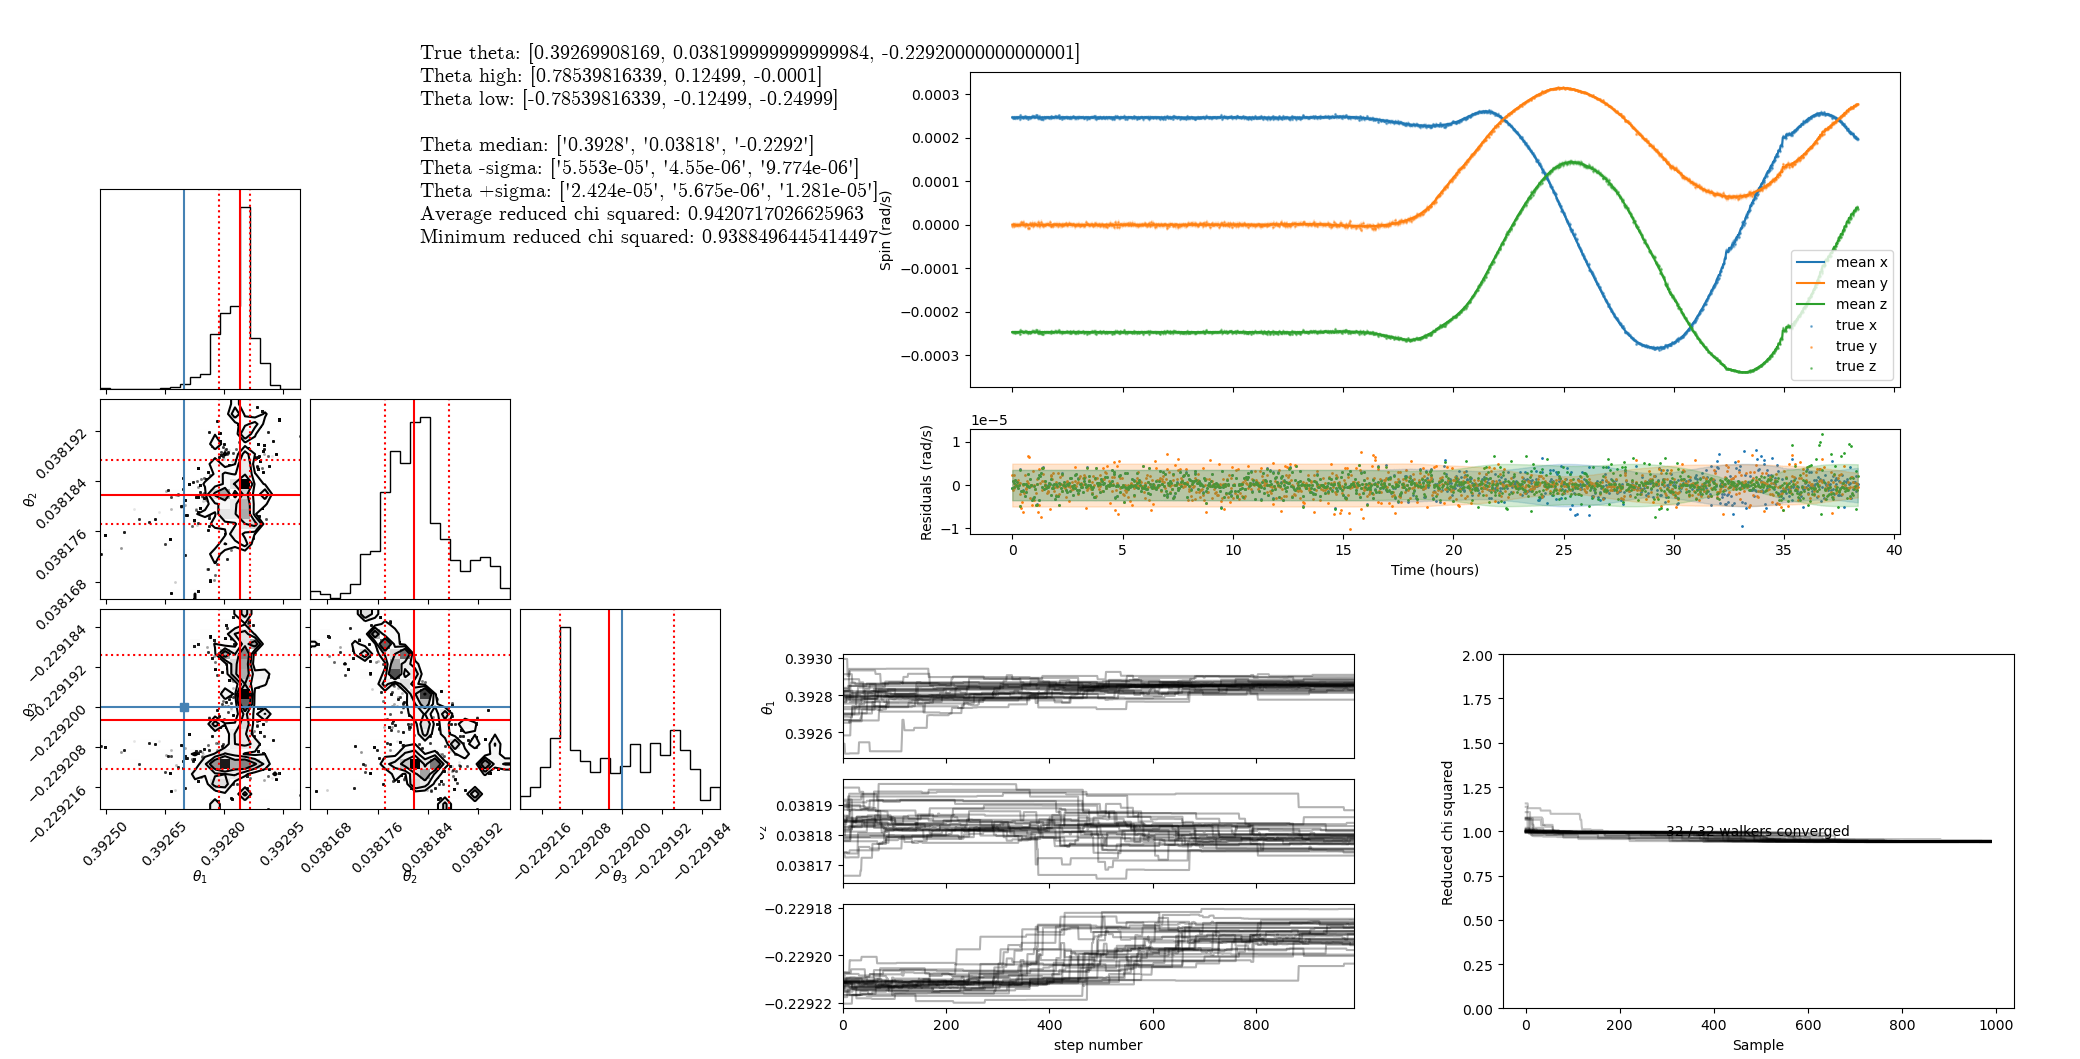 True theta: [0.39269908169, 0.038199999999999984, -0.22920000000000001]
Theta high: [0.78539816339, 0.12499, -0.0001]
Theta low: [-0.78539816339, -0.12499, -0.24999]
Theta median: ['0.3928', '0.03818', '-0.2292']
Theta -sigma: ['5.553e-05', '4.55e-06', '9.774e-06']
Theta +sigma: ['2.424e-05', '5.675e-06', '1.281e-05']
Average reduced chi squared: 0.9420717026625963
Minimum reduced chi squared: 0.9388496445414497
0.0003
0.0002
0.0001
0.0000
−0.0001
−0.0002
−0.0003
Spin (rad/s)
mean x
mean y
mean z
true x
true y
true z
1e−5
1
0
−1
Residuals (rad/s)
0 5 10 15 20 25 30 35 40
Time (hours)
θ2
0.038192
0.038184
0.038176
0.038168
θ3
−0.229184
−0.229192
−0.229200
−0.229208
−0.229216
0.39250 0.39265 0.39280 0.39295
θ1
0.038168 0.038176 0.038184 0.038192
θ2
−0.229216 −0.229208 −0.229200 −0.229192 −0.229184
θ3
0.3930
0.3928
0.3926
θ1
0.03819
0.03818
0.03817
−0.22918
−0.22920
−0.22922
0 200 400 600 800
step number
2.00
1.75
1.50
1.25
1.00
0.75
0.50
0.25
0.00
Reduced chi squared
32 / 32 walkers converged
0 200 400 600 800 1000
Sample